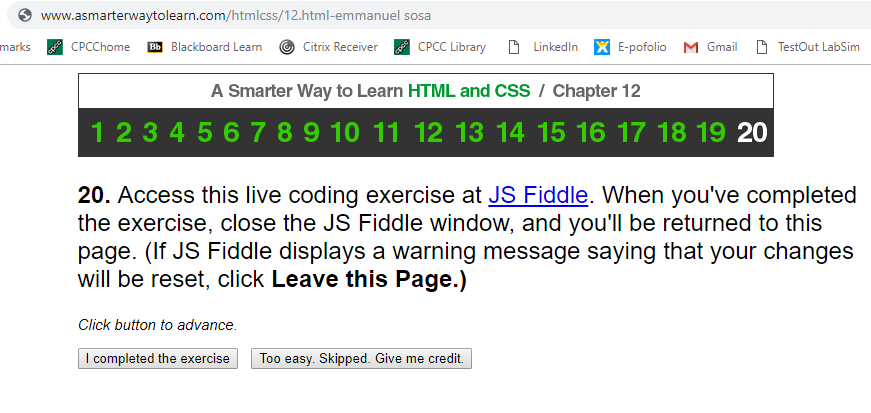 www.asmarterwaytolearn.com/htmlcss/12.html-emmanuel sosa
marks CPCChome Bb Blackboard Learn Citrix Receiver CPCC Library LinkedIn E-pofolio Gmail TestOut LabSim
A Smarter Way to Learn HTML and CSS / Chapter 12
1 2 3 4 5 6 7 8 9 10 11 12 13 14 15 16 17 18 19 20
20. Access this live coding exercise at JS Fiddle. When you've completed
the exercise, close the JS Fiddle window, and you'll be returned to this
page. (If JS Fiddle displays a warning message saying that your changes
will be reset, click Leave this Page.)
Click button to advance.
I completed the exercise Too easy. Skipped. Give me credit.